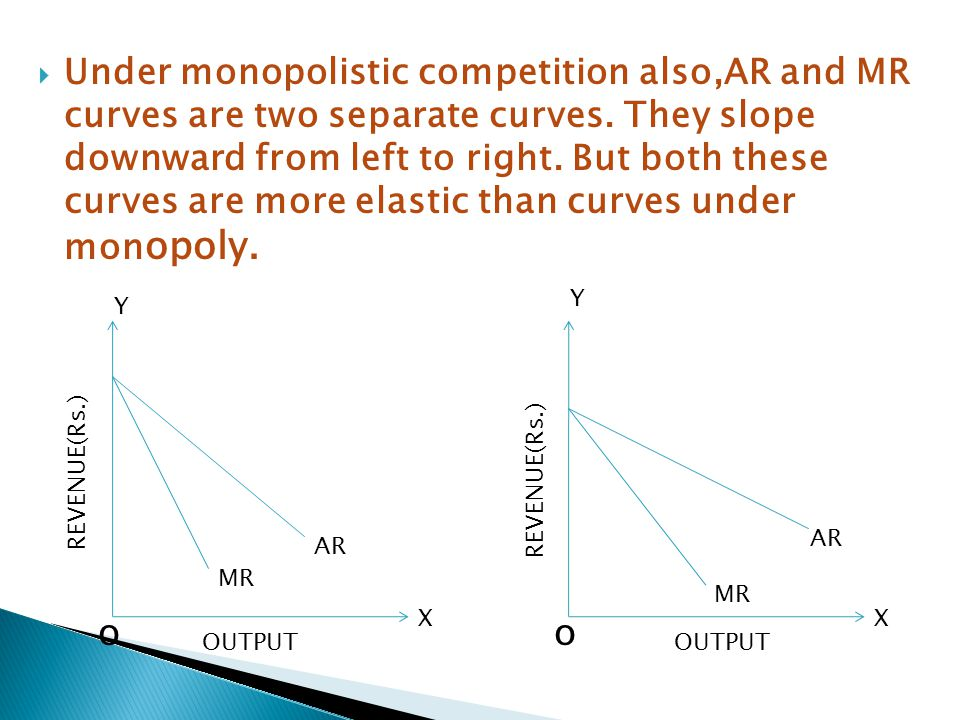 Under monopolistic competition also,AR and MR
curves are two separate curves. They slope
downward from left to right. But both these
curves are more elastic than curves under
monopoly.
Y
REVENUE(Rs.)
AR
MR
X
O
OUTPUT
Y
REVENUE(Rs.)
AR
MR
X
O
OUTPUT